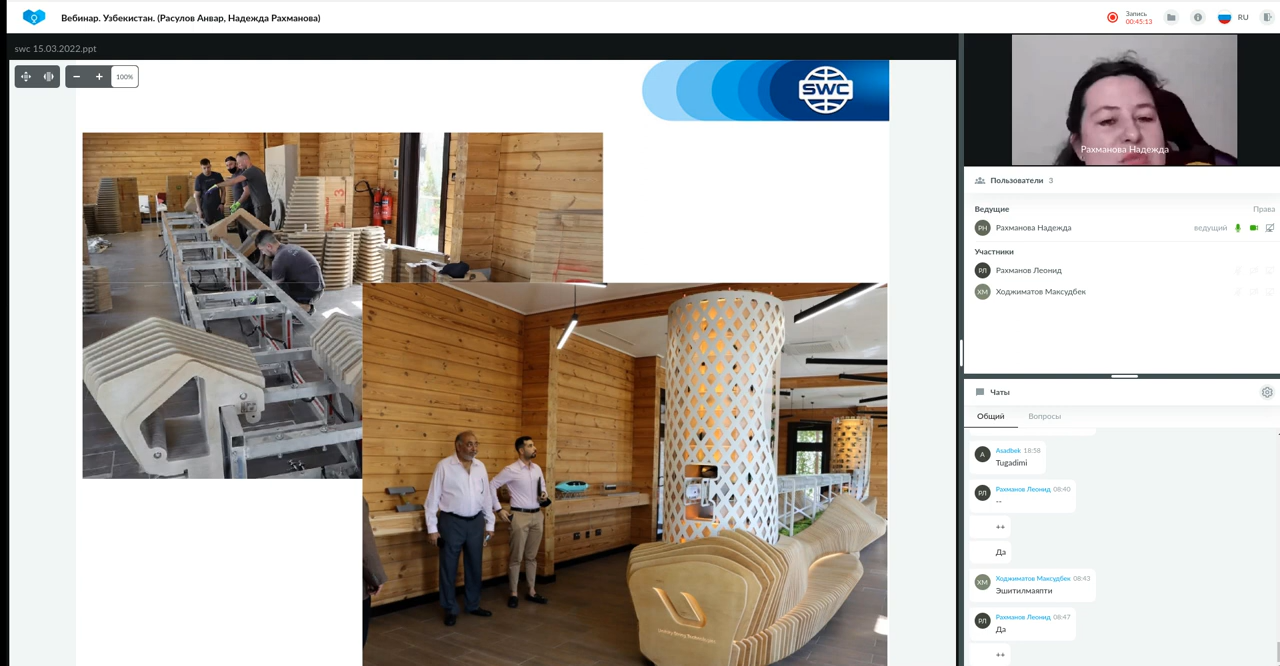 Вебинар. Узбекистан. (Расулов Анвар, Надежда Рахманова)
Запись
00:45:13
RU
swc 15.03.2022.ppt
100%
SWC
Рахманова Надежда
Пользователи 3
Ведущие
Права
РН
Рахманова Надежда
ведущий
Участники
РЛ
Рахманов Леонид
ХМ
Ходжиматов Максудбек
Чаты
Общий
Вопросы
A
Asadbek 18:58
Tugadimi
РЛ
Рахманов Леонид 08:40
--
++
Да
ХМ
Ходжиматов Максудбек 08:43
Эшитилмаяпти
РЛ
Рахманов Леонид 08:47
Да
++